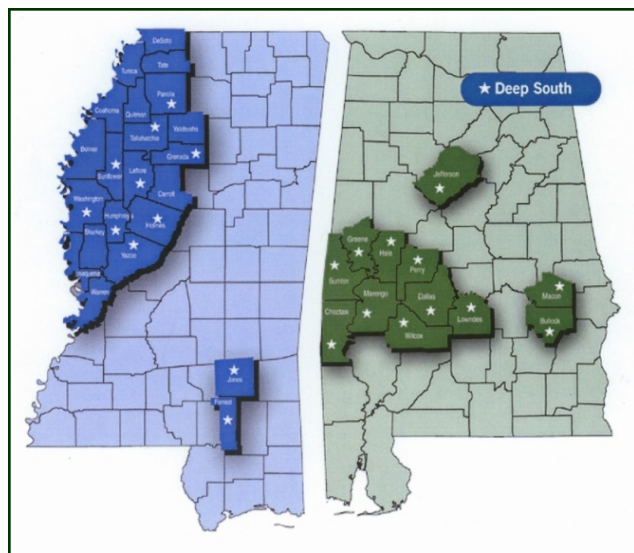 DeSoto
Tunica
Tate
Panola
Coahoma
Quitman
Yalobusha
Tallahatchie
Bolivar
Grenada
Sunflower
Leflore
Carroll
Washington
Humphreys
Holmes
Sharkey
Yazoo
Issaquena
Warren
Jones
Forrest
Deep South
Jefferson
Greene
Hale
Perry
Sumter
Marengo
Dallas
Choctaw
Wilcox
Lowndes
Macon
Bullock